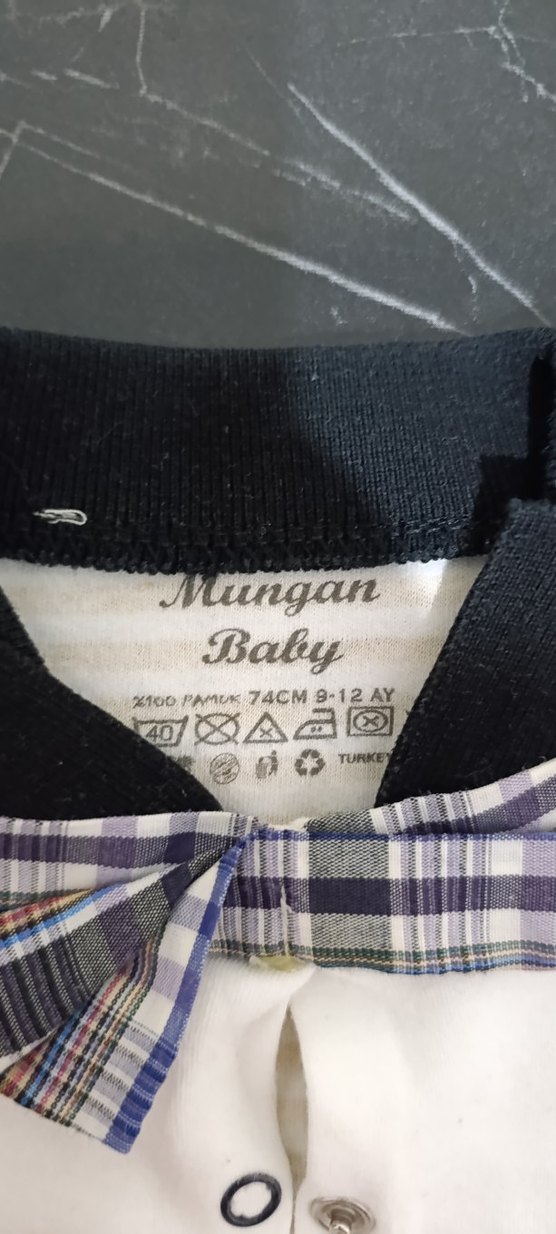 Mungan
Baby
%100 PAMUK 74CM 9-12 AY
40
TURKEY